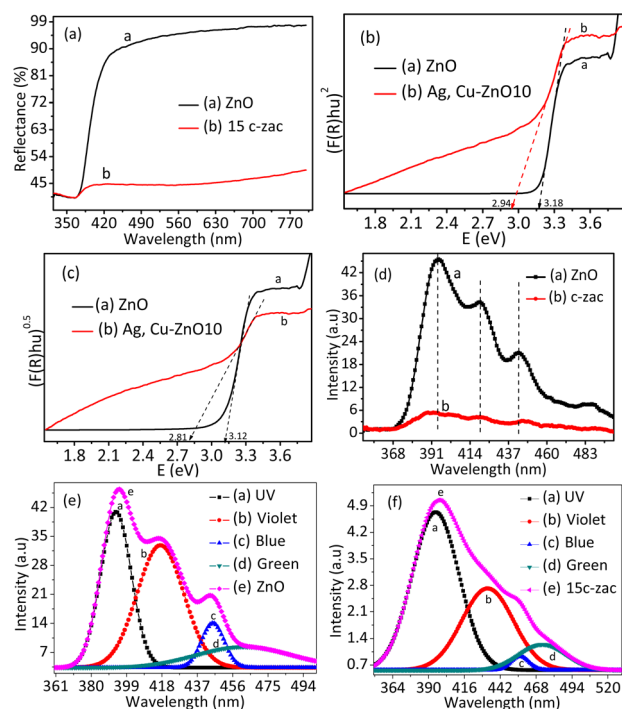 (a)
99
90
81
72
63
54
45
Reflectance (%)
a
b
(a) ZnO
(b) 15 c-zac
350 420 490 560 630 700 770
Wavelength (nm)
(b)
(F(R)hu)²
(a) ZnO
(b) Ag, Cu-ZnO10
b
a
2.94 3.18
1.8 2.1 2.4 2.7 3.0 3.3 3.6
E (eV)
(c)
(F(R)hu)^0.5
(a) ZnO
(b) Ag, Cu-ZnO10
a
b
2.81 3.12
1.8 2.1 2.4 2.7 3.0 3.3 3.6
E (eV)
(d)
42
36
30
24
18
12
6
0
Intensity (a.u)
a
b
(a) ZnO
(b) c-zac
368 391 414 437 460 483
Wavelength (nm)
(e)
42
35
28
21
14
7
Intensity (a.u)
e
a
b
c
d
(a) UV
(b) Violet
(c) Blue
(d) Green
(e) ZnO
361 380 399 418 437 456 475 494
Wavelength (nm)
(f)
4.9
4.2
3.5
2.8
2.1
1.4
0.7
Intensity (a.u)
e
a
b
c
d
(a) UV
(b) Violet
(c) Blue
(d) Green
(e) 15c-zac
364 390 416 442 468 494 520
Wavelength (nm)